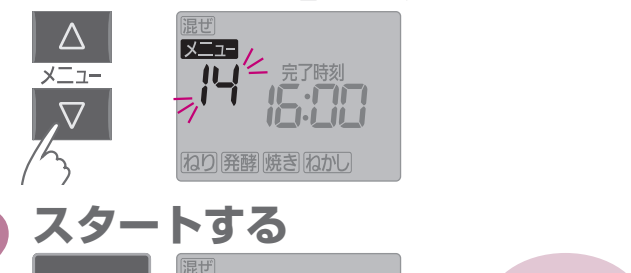 混ぜ
メニュー
メニュー
14
完了時刻
16:00
ねり 発酵 焼き ねかし
スタートする
混ぜ